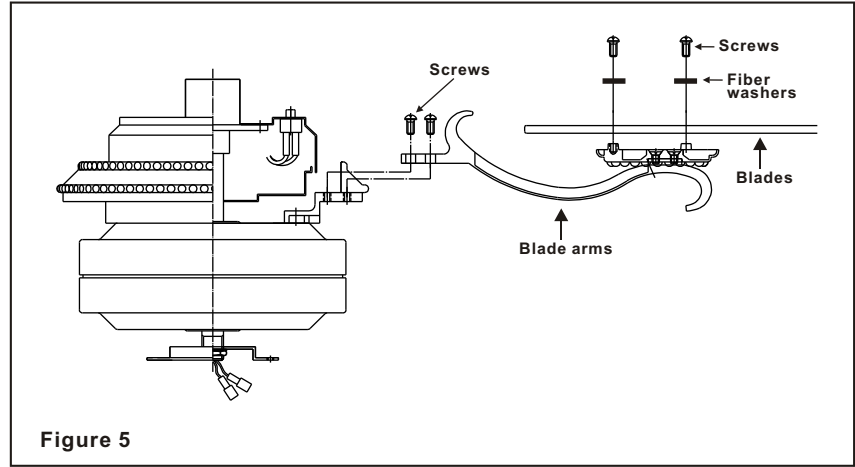 Screws
Screws
Fiber
washers
Blades
Blade arms
Figure 5